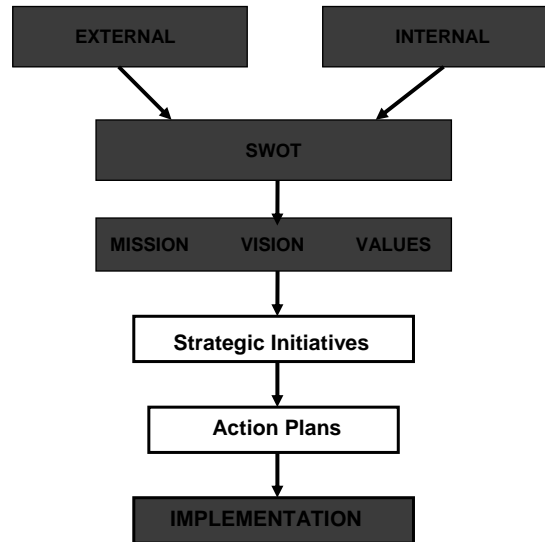 EXTERNAL INTERNAL
SWOT
MISSION VISION VALUES
Strategic Initiatives
Action Plans
IMPLEMENTATION